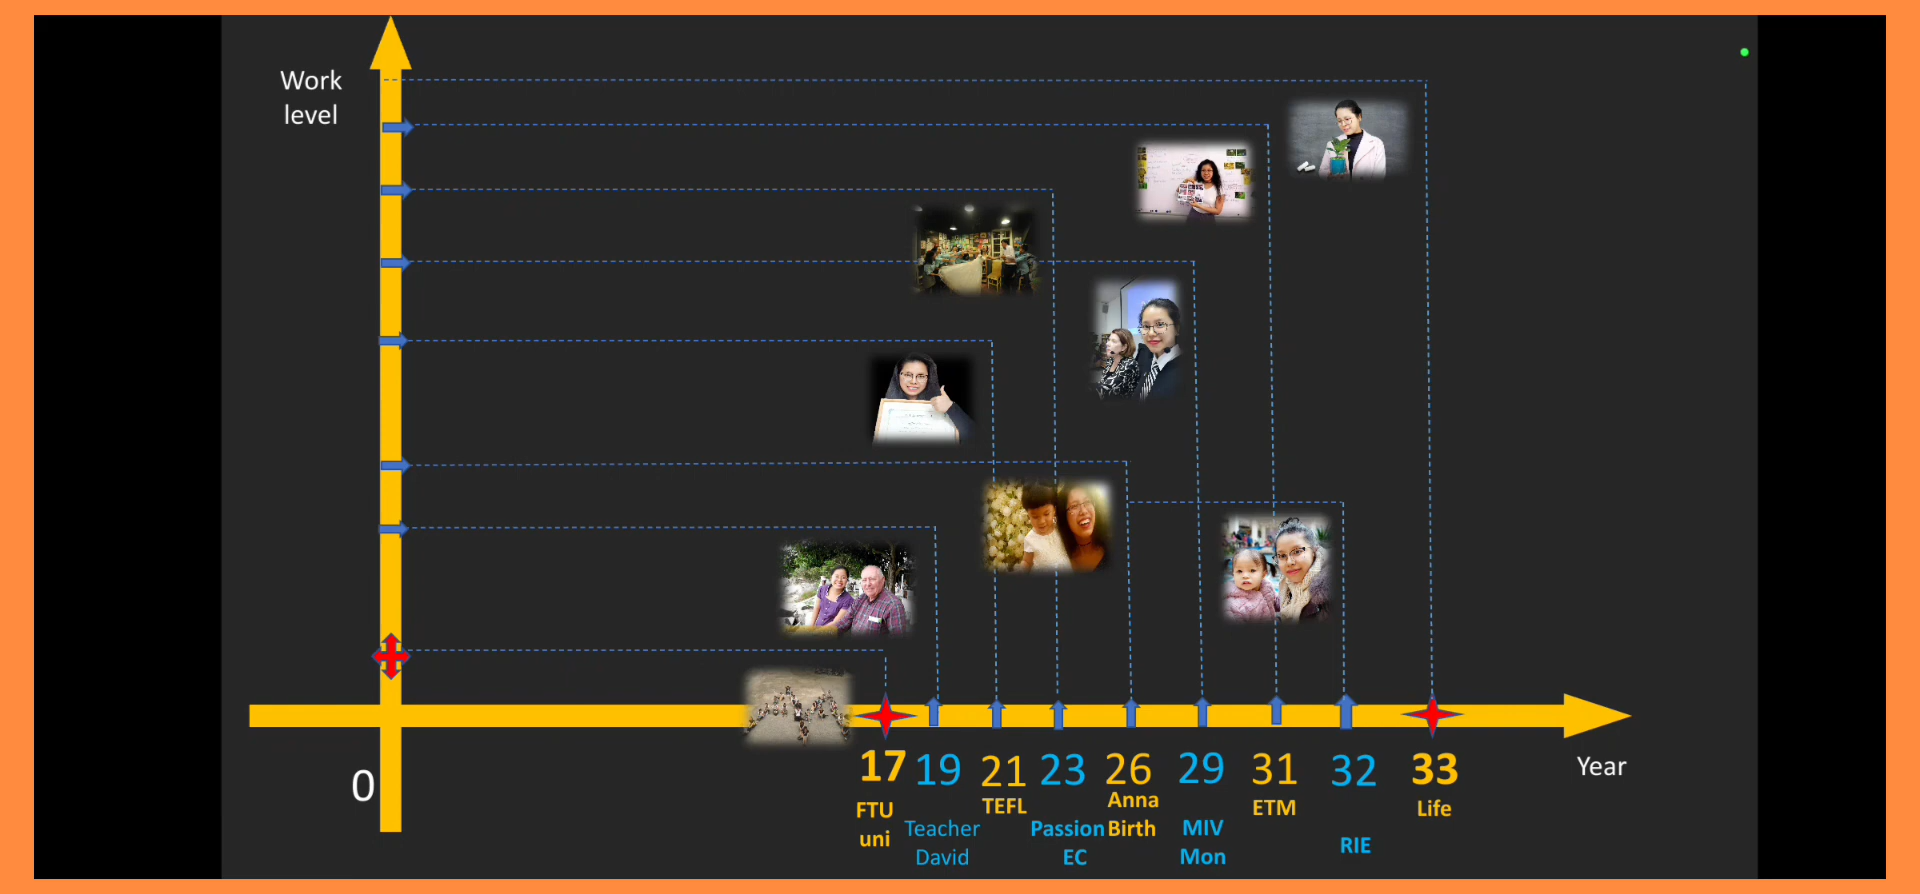 Work
level
0
17
19
21
23
26
29
31
32
33
Year
FTU
uni
Teacher
David
TEFL
Passion
EC
Anna
Birth
MIV
Mon
ETM
RIE
Life